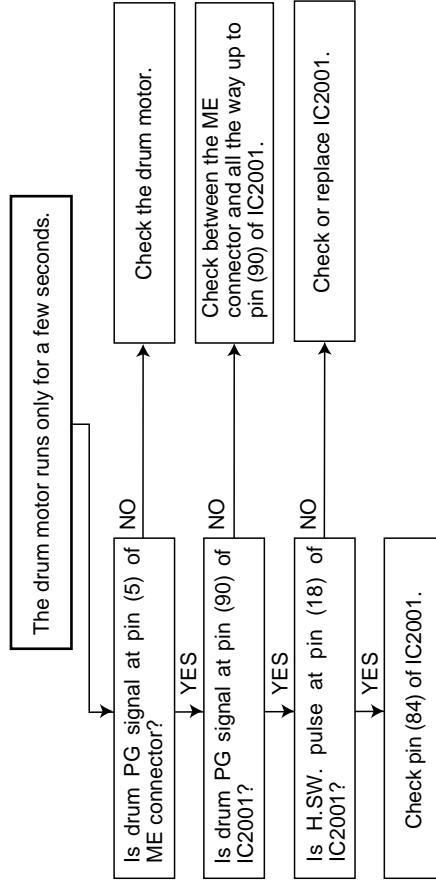 The drum motor runs only for a few seconds.
Is drum PG signal at pin (5) of
ME connector?
NO
Check the drum motor.
YES
Is drum PG signal at pin (90) of
IC2001?
NO
Check between the ME
connector and all the way up to
pin (90) of IC2001.
YES
Is H.SW. pulse at pin (18) of
IC2001?
NO
Check or replace IC2001.
YES
Check pin (84) of IC2001.